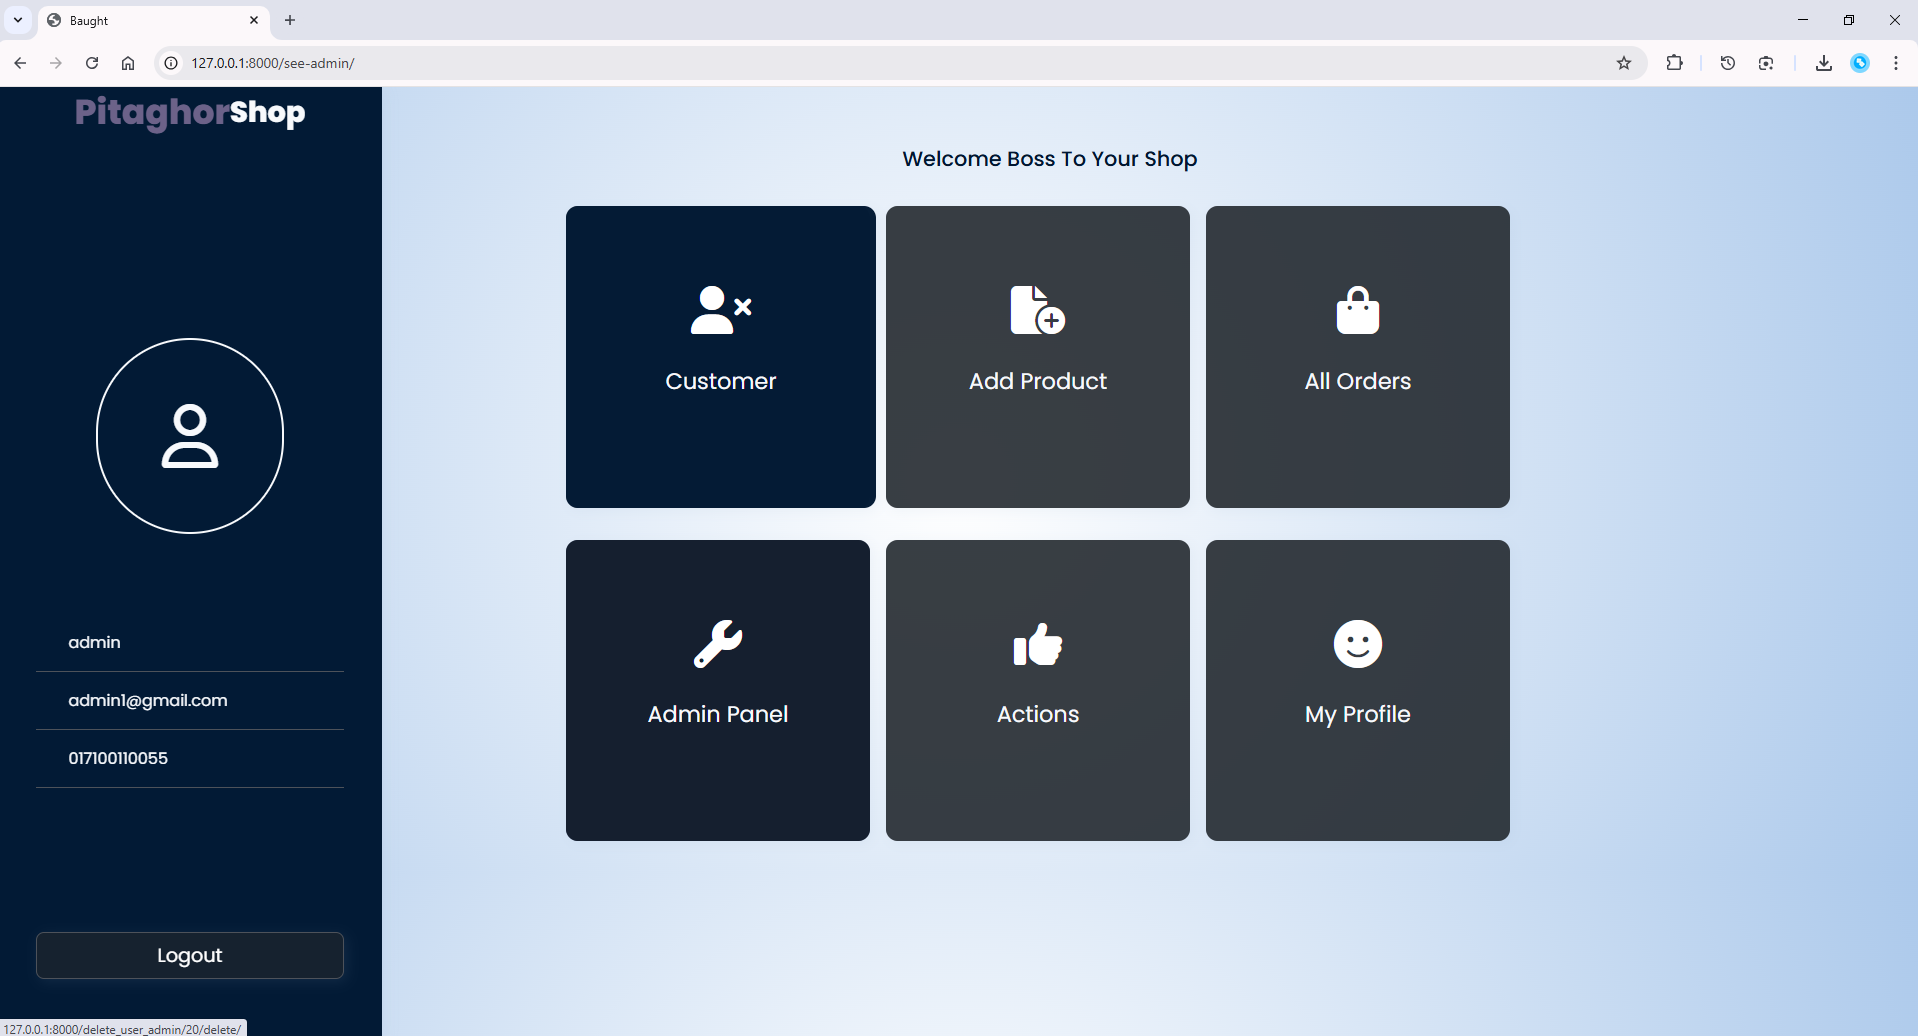 Baught
127.0.0.1:8000/see-admin/
PitaghorShop
Welcome Boss To Your Shop
Customer
Add Product
All Orders
Admin Panel
Actions
My Profile
admin
admin1@gmail.com
017100110055
Logout
127.0.0.1:8000/delete_user_admin/20/delete/